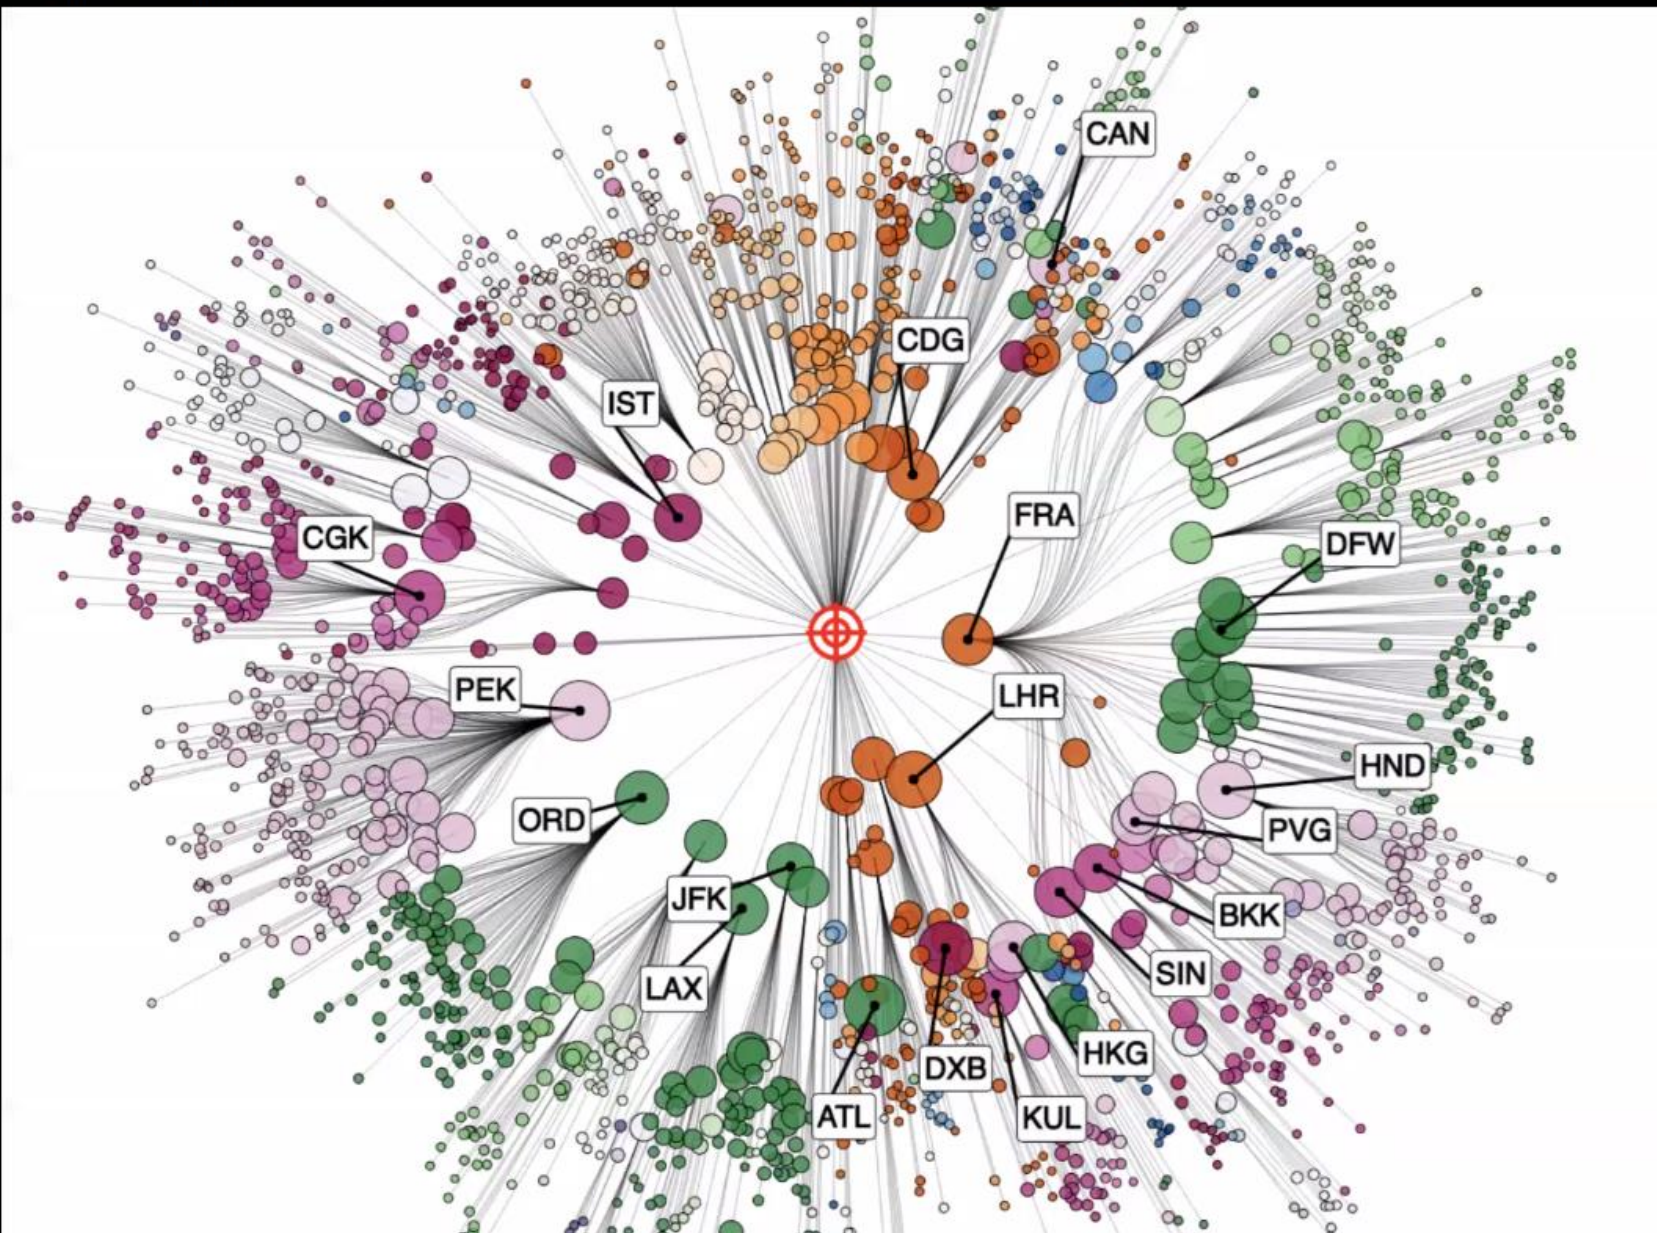 CAN
CDG
IST
FRA
CGK
DFW
PEK
LHR
HND
ORD
PVG
JFK
BKK
LAX
SIN
HKG
DXB
ATL
KUL